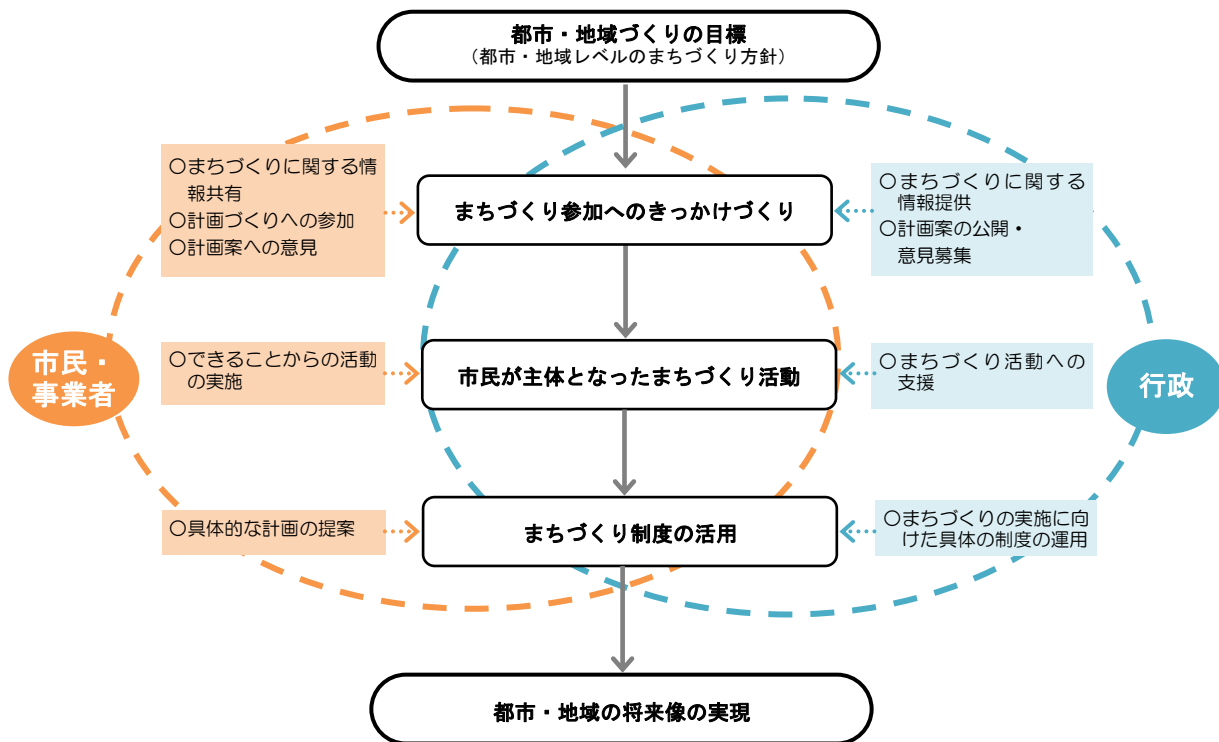 都市・地域づくりの目標
（都市・地域レベルのまちづくり方針）
〇まちづくりに関する情
報共有
〇計画づくりへの参加
〇計画案への意見
まちづくり参加へのきっかけづくり
〇まちづくりに関する
情報提供
〇計画案の公開・
意見募集
市民・
事業者
〇できることからの活動
の実施
市民が主体となったまちづくり活動
〇まちづくり活動への
支援
行政
〇具体的な計画の提案
まちづくり制度の活用
〇まちづくりの実施に向
けた具体の制度の運用
都市・地域の将来像の実現